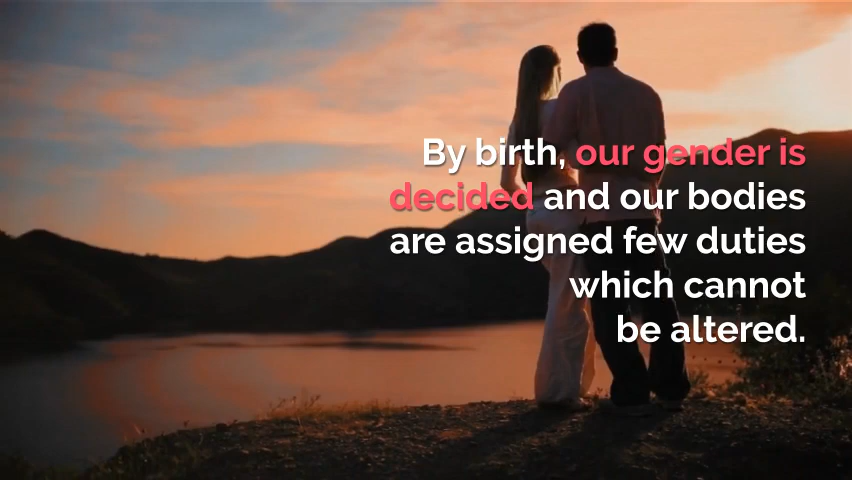 By birth, our gender is
decided and our bodies
are assigned few duties
which cannot
be altered.